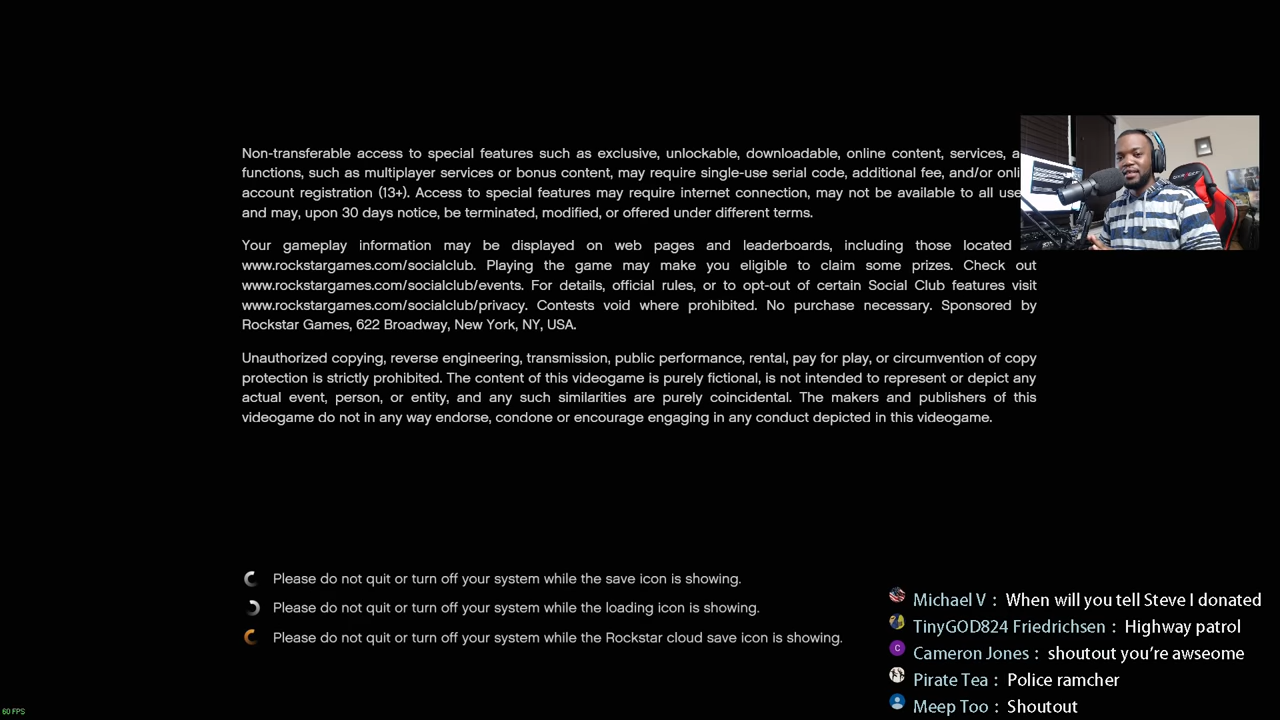 Non-transferable access to special features such as exclusive, unlockable, downloadable, online content, services,
functions, such as multiplayer services or bonus content, may require single-use serial code, additional fee, and/or
account registration (13+). Access to special features may require internet connection, may not be available to all
and may, upon 30 days notice, be terminated, modified, or offered under different terms.
Your gameplay information may be displayed on web pages and leaderboards, including those located
www.rockstargames.com/socialclub. Playing the game may make you eligible to claim some prizes. Check out
www.rockstargames.com/socialclub/events. For details, official rules, or to opt-out of certain Social Club features visit
www.rockstargames.com/socialclub/privacy. Contests void where prohibited. No purchase necessary. Sponsored by
Rockstar Games, 622 Broadway, New York, NY, USA.
Unauthorized copying, reverse engineering, transmission, public performance, rental, pay for play, or circumvention of copy
protection is strictly prohibited. The content of this videogame is purely fictional, is not intended to represent or depict any
actual event, person, or entity, and any such similarities are purely coincidental. The makers and publishers of this
videogame do not in any way endorse, condone or encourage engaging in any conduct depicted in this videogame.
Please do not quit or turn off your system while the save icon is showing.
Please do not quit or turn off your system while the loading icon is showing.
Please do not quit or turn off your system while the Rockstar cloud save icon is showing.
Michael V : When will you tell Steve I donated
TinyGOD824 Friedrichsen : Highway patrol
C Cameron Jones : shoutout you're awseome
Pirate Tea : Police ramcher
Meep Too : Shoutout
60 FPS